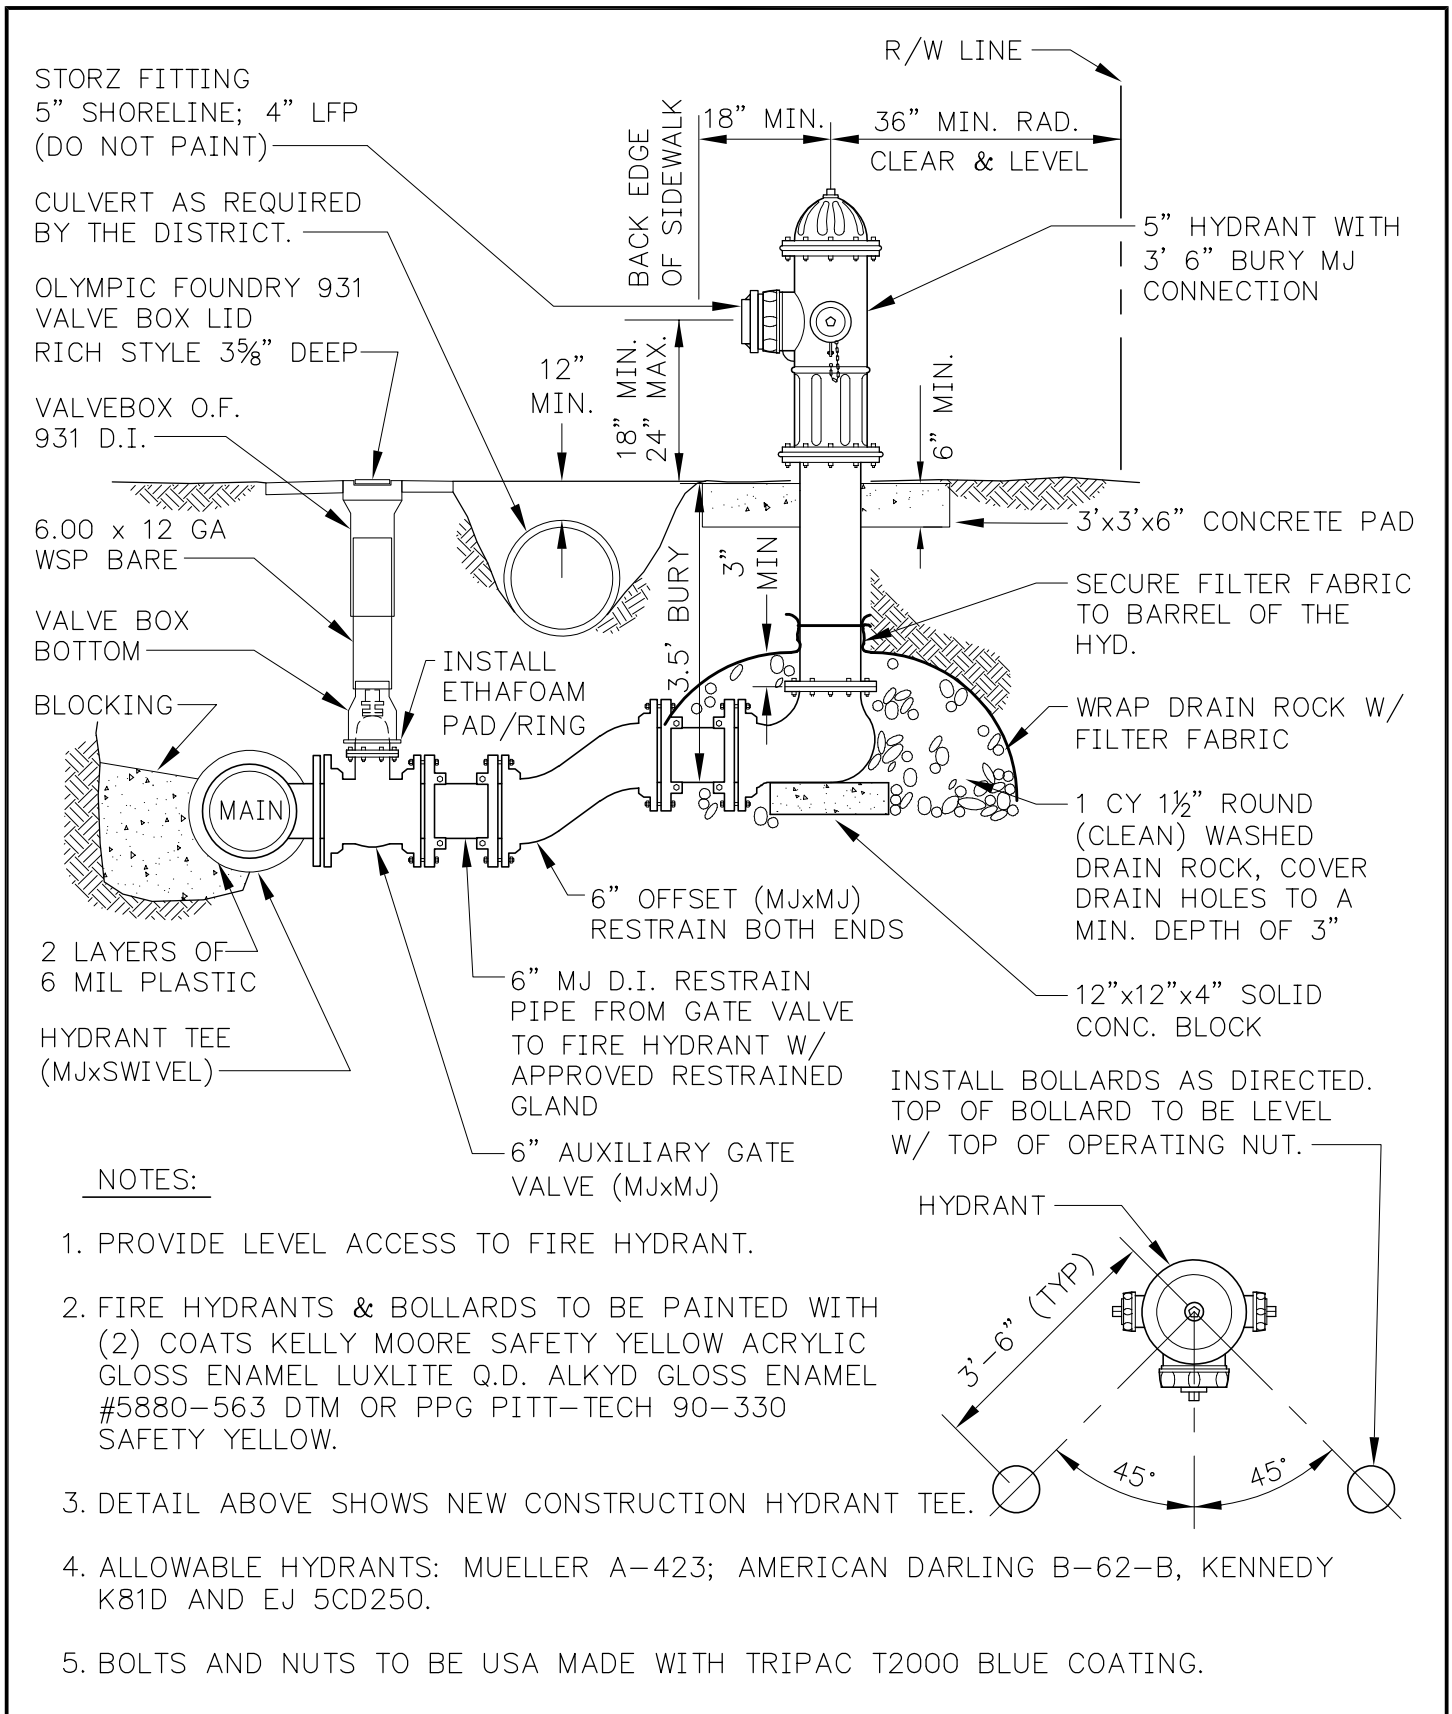 R/W LINE
STORZ FITTING
5” SHORELINE; 4” LFP
(DO NOT PAINT)
BACK EDGE
OF SIDEWALK
18” MIN.
36” MIN. RAD.
CLEAR & LEVEL
CULVERT AS REQUIRED
BY THE DISTRICT.
5” HYDRANT WITH
3’ 6” BURY MJ
CONNECTION
OLYMPIC FOUNDRY 931
VALVE BOX LID
RICH STYLE 3⅝” DEEP
12”
MIN.
18” MIN.
24” MAX.
6” MIN.
VALVEBOX O.F.
931 D.I.
6.00 x 12 GA
WSP BARE
3’x3’x6” CONCRETE PAD
3.5’ BURY
3”
MIN
SECURE FILTER FABRIC
TO BARREL OF THE
HYD.
VALVE BOX
BOTTOM
INSTALL
ETHAFOAM
PAD/RING
BLOCKING
WRAP DRAIN ROCK W/
FILTER FABRIC
MAIN
1 CY 1½” ROUND
(CLEAN) WASHED
DRAIN ROCK, COVER
DRAIN HOLES TO A
MIN. DEPTH OF 3”
6” OFFSET (MJxMJ)
RESTRAIN BOTH ENDS
2 LAYERS OF
6 MIL PLASTIC
6” MJ D.I. RESTRAIN
PIPE FROM GATE VALVE
TO FIRE HYDRANT W/
APPROVED RESTRAINED
GLAND
12”x12”x4” SOLID
CONC. BLOCK
HYDRANT TEE
(MJxSWIVEL)
6” AUXILIARY GATE
VALVE (MJxMJ)
INSTALL BOLLARDS AS DIRECTED.
TOP OF BOLLARD TO BE LEVEL
W/ TOP OF OPERATING NUT.
HYDRANT
3’–6” (TYP)
45°
45°
NOTES:
1. PROVIDE LEVEL ACCESS TO FIRE HYDRANT.
2. FIRE HYDRANTS & BOLLARDS TO BE PAINTED WITH
(2) COATS KELLY MOORE SAFETY YELLOW ACRYLIC
GLOSS ENAMEL LUXLITE Q.D. ALKYD GLOSS ENAMEL
#5880–563 DTM OR PPG PITT–TECH 90–330
SAFETY YELLOW.
3. DETAIL ABOVE SHOWS NEW CONSTRUCTION HYDRANT TEE.
4. ALLOWABLE HYDRANTS: MUELLER A–423; AMERICAN DARLING B–62–B, KENNEDY
K81D AND EJ 5CD250.
5. BOLTS AND NUTS TO BE USA MADE WITH TRIPAC T2000 BLUE COATING.